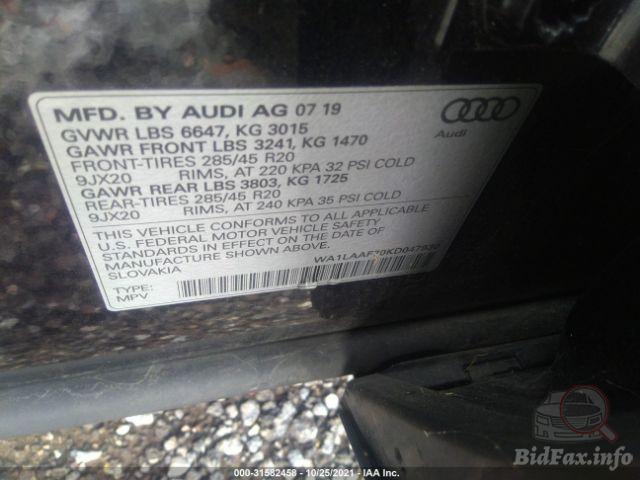 MFD. BY AUDI AG 07 19
GVWR LBS 6647, KG 3015
GAWR FRONT LBS 3241, KG 1470
FRONT-TIRES 285/45 R20
9JX20 RIMS, AT 220 KPA 32 PSI COLD
GAWR REAR LBS 3803, KG 1725
REAR-TIRES 285/45 R20
9JX20 RIMS, AT 240 KPA 35 PSI COLD
THIS VEHICLE CONFORMS TO ALL APPLICABLE
U.S. FEDERAL MOTOR VEHICLE SAFETY
STANDARDS IN EFFECT ON THE DATE OF
MANUFACTURE SHOWN ABOVE.
SLOVAKIA
TYPE:
MPV
Audi
000-31582458 - 10/25/2021 - IAA Inc.
BidFax.info